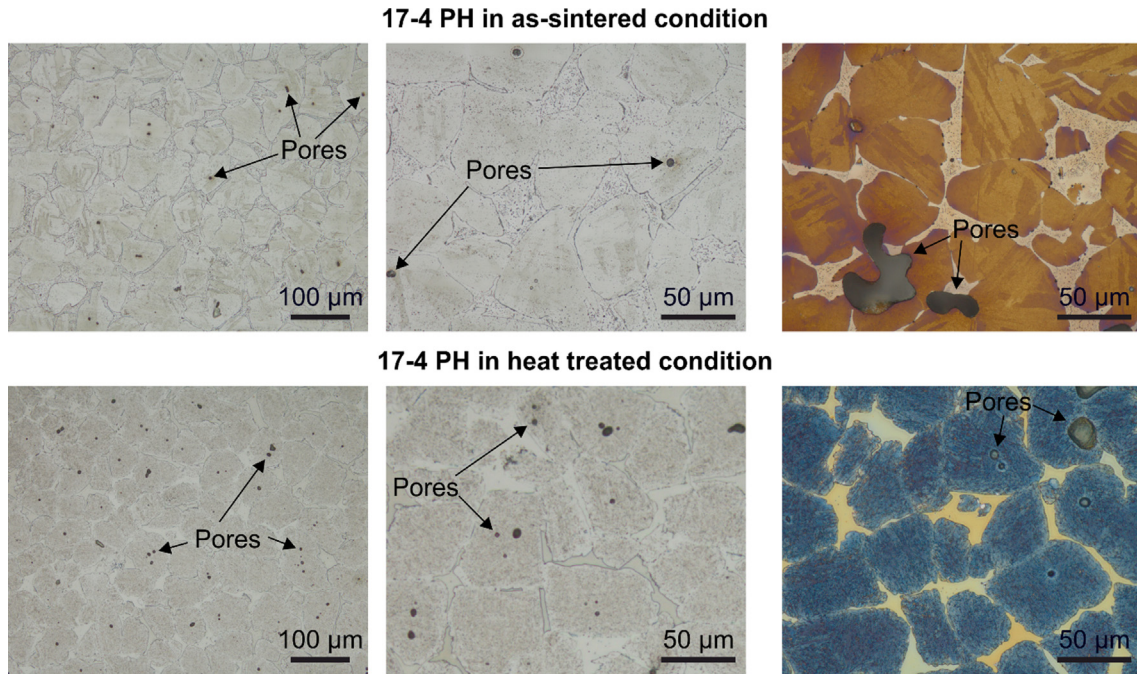 17-4 PH in as-sintered condition
Pores
100 µm
Pores
50 µm
Pores
50 µm
17-4 PH in heat treated condition
Pores
100 µm
Pores
50 µm
Pores
50 µm